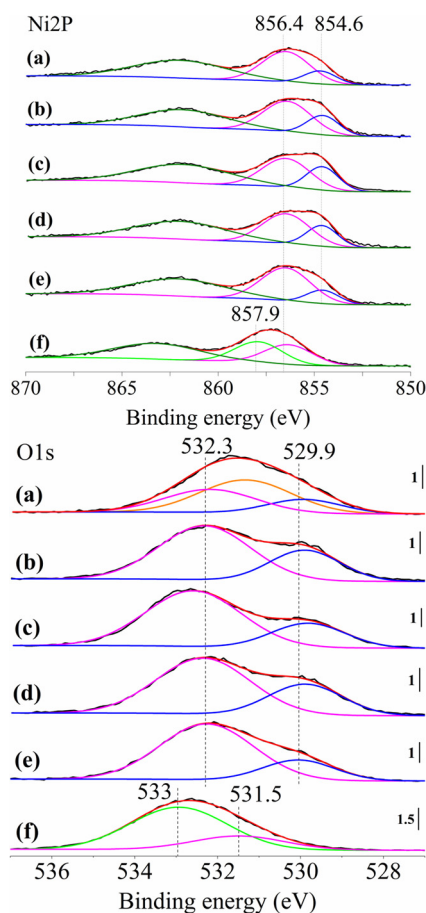 Ni2P
856.4 854.6
(a)
(b)
(c)
(d)
(e)
857.9
(f)
870 865 860 855 850
Binding energy (eV)
O1s
532.3 529.9
(a) 1
(b) 1
(c) 1
(d) 1
(e) 1
533 531.5
(f) 1.5
536 534 532 530 528
Binding energy (eV)